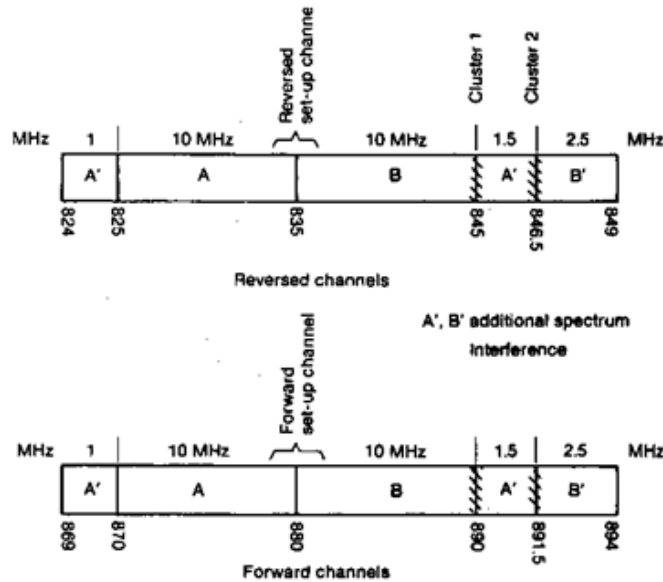 Reversed
set-up channe
Cluster 1
Cluster 2
MHz 1 10 MHz 10 MHz 1.5 2.5 MHz
A' A B A' B'
824 825 835 845 846.5 849
Reversed channels
A', B' additional spectrum
Interference
Forward
set-up channel
MHz 1 10 MHz 10 MHz 1.5 2.5 MHz
A' A B A' B'
869 870 880 890 891.5 894
Forward channels